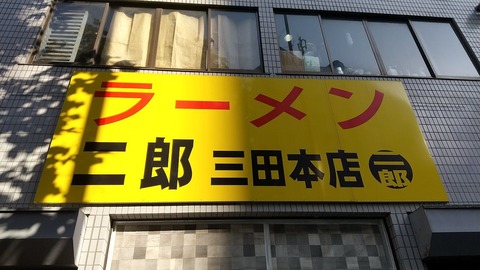 ラーメン
二郎 三田本店 二郎